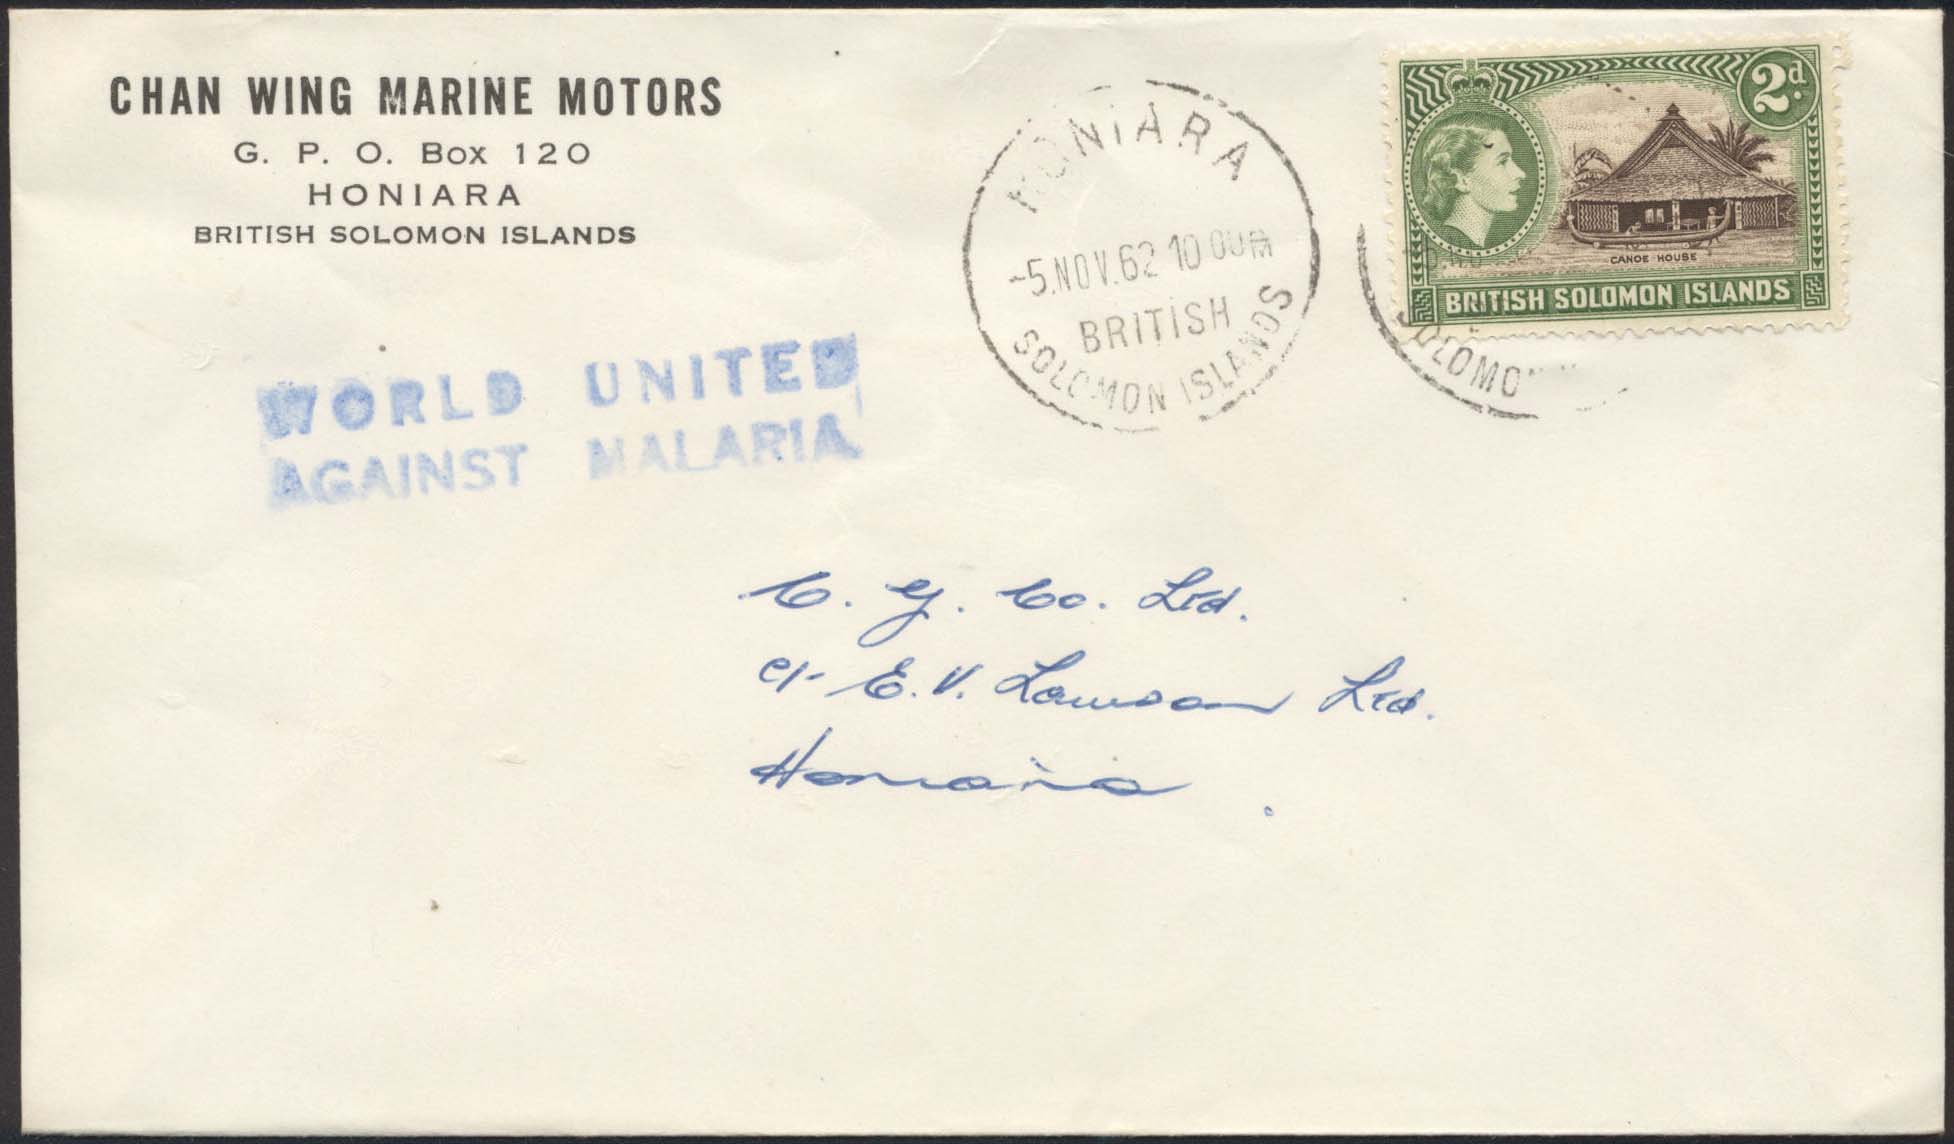 CHAN WING MARINE MOTORS
G. P. O. Box 120
HONIARA
BRITISH SOLOMON ISLANDS
HONIARA
-5.NOV.62 10 00
BRITISH
SOLOMON ISLANDS
2d.
CANOE HOUSE
BRITISH SOLOMON ISLANDS
SOLOMO
WORLD UNITED
AGAINST MALARIA
C. Y. Co. Ltd.
c/- E. V. Lawson Ltd.
Honiara